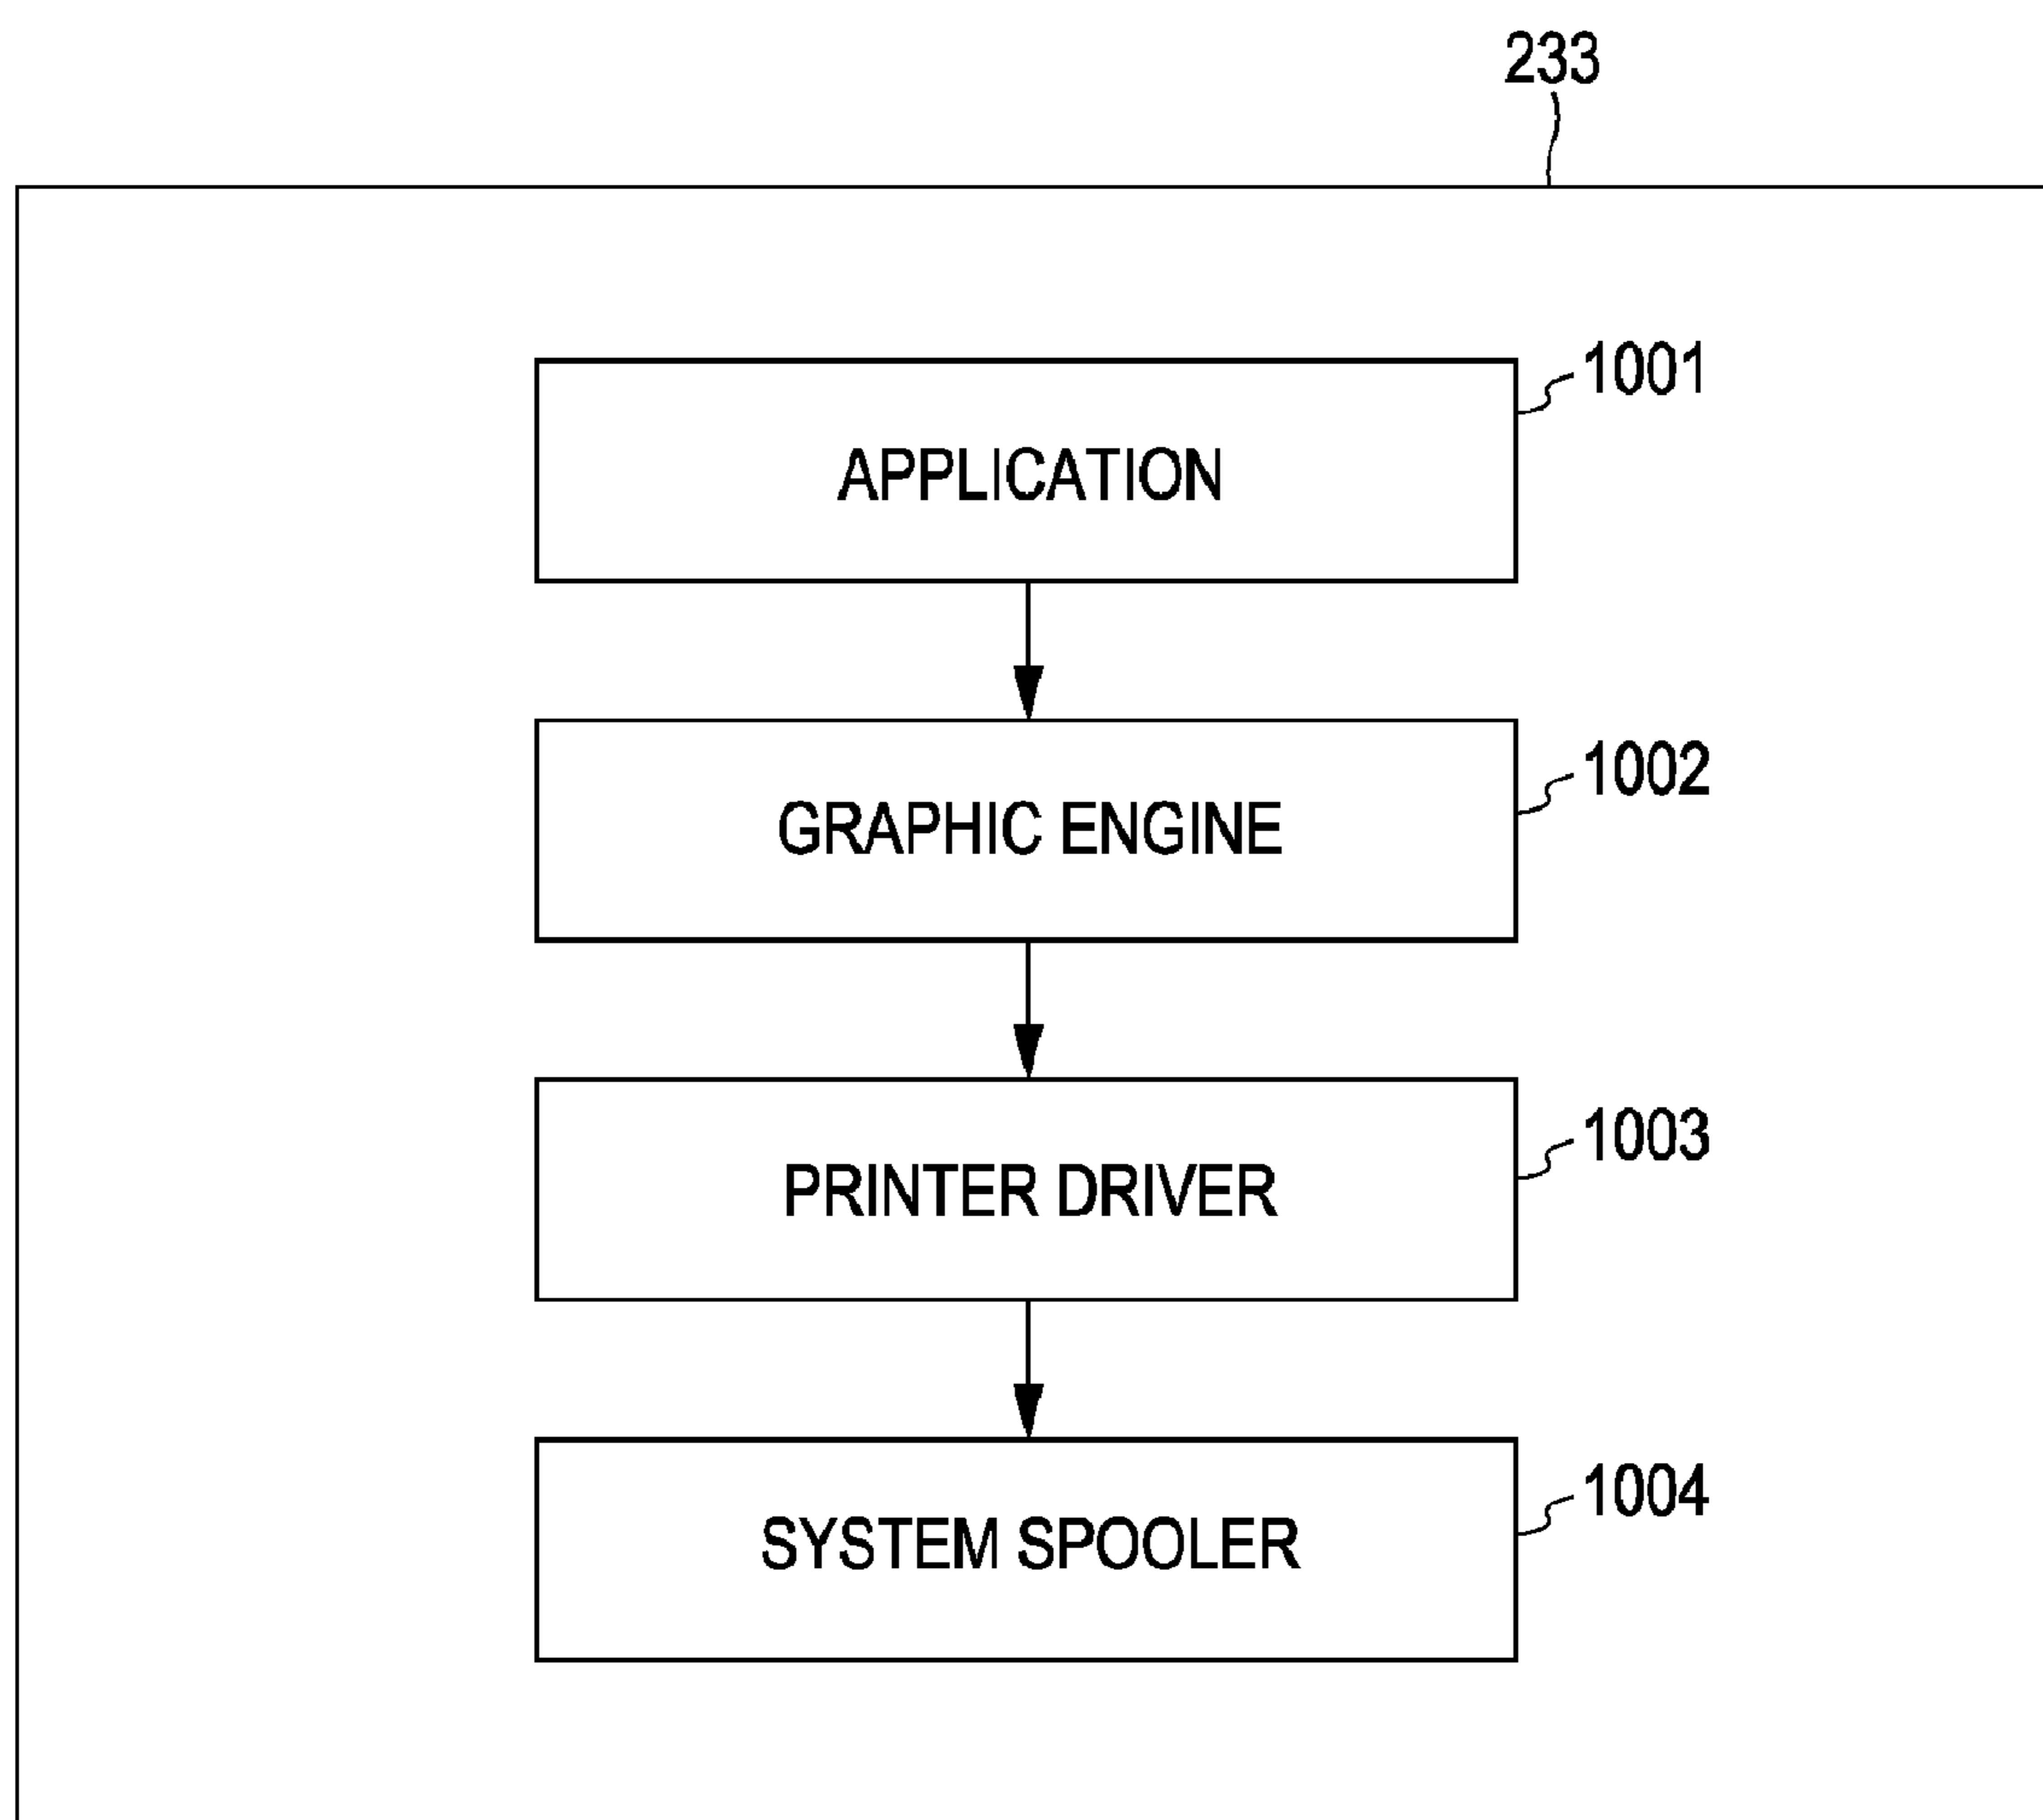 233
1001
APPLICATION
1002
GRAPHIC ENGINE
1003
PRINTER DRIVER
1004
SYSTEM SPOOLER